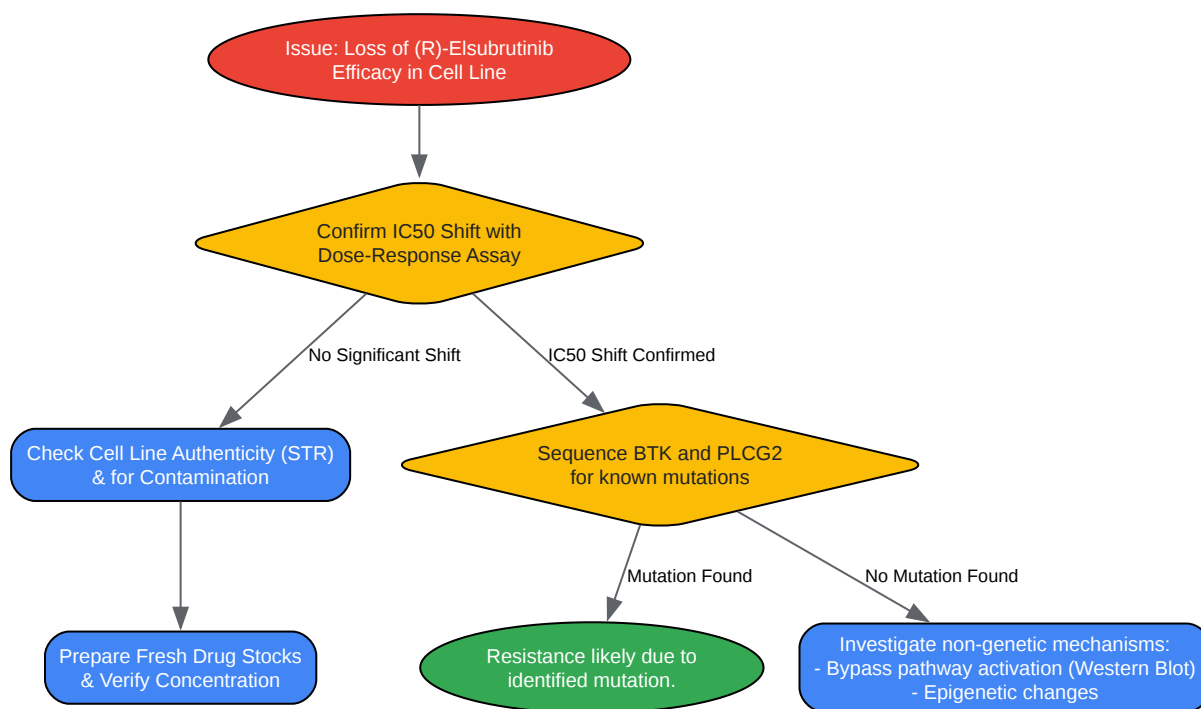 Issue: Loss of (R)-Elsubrutinib
Efficacy in Cell Line
Confirm IC50 Shift with
Dose-Response Assay
No Significant Shift
IC50 Shift Confirmed
Check Cell Line Authenticity (STR)
& for Contamination
Sequence BTK and PLCG2
for known mutations
Mutation Found
No Mutation Found
Prepare Fresh Drug Stocks
& Verify Concentration
Resistance likely due to
identified mutation.
Investigate non-genetic mechanisms:
- Bypass pathway activation (Western Blot)
- Epigenetic changes